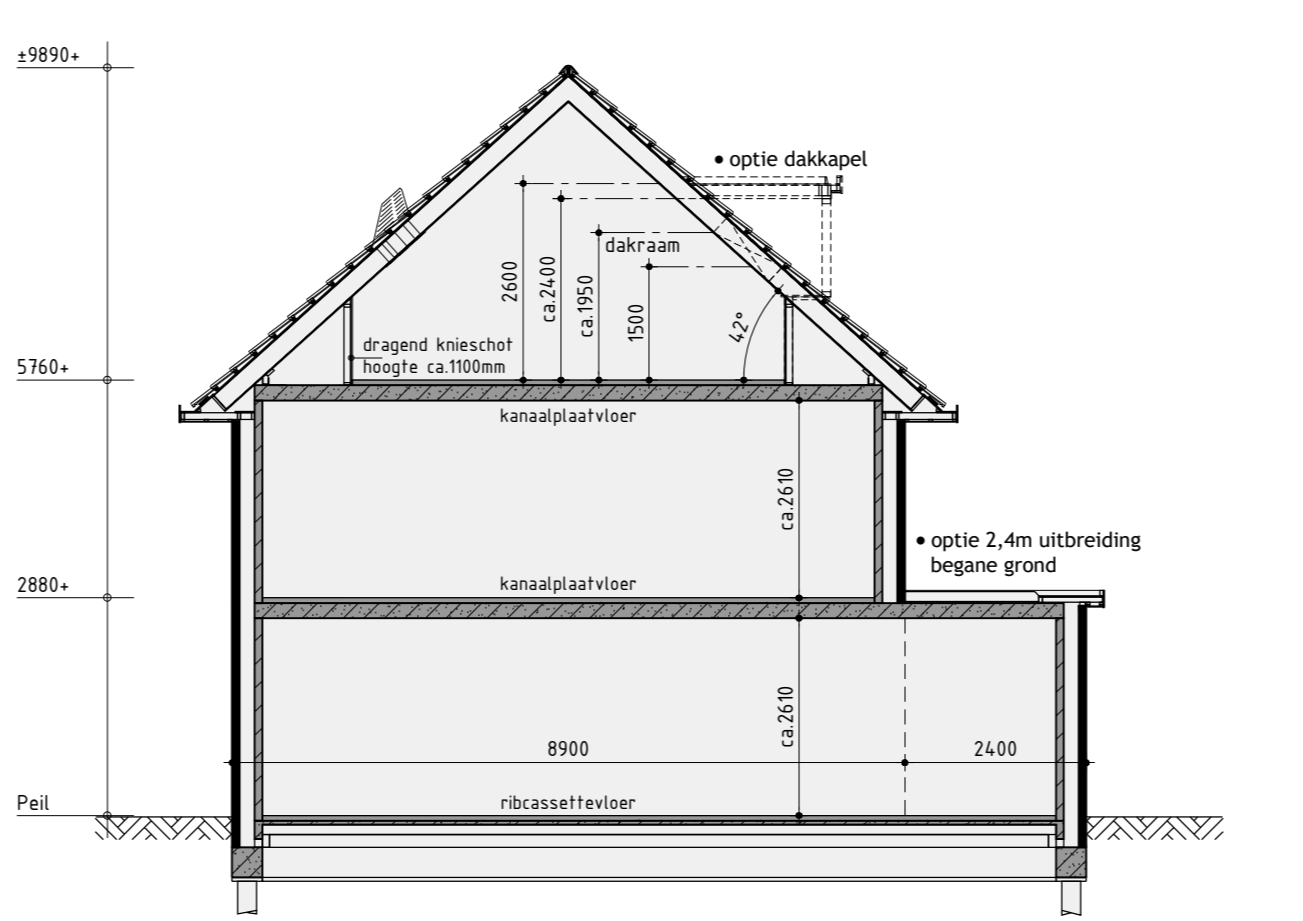 ±9890+
• optie dakkapel
dakraam
2600
ca.2400
ca.1950
1500
42°
dragend knieschot
hoogte ca.1100mm
5760+
kanaalplaatvloer
ca.2610
• optie 2,4m uitbreiding
begane grond
kanaalplaatvloer
2880+
ca.2610
8900
2400
Peil
ribcassettevloer